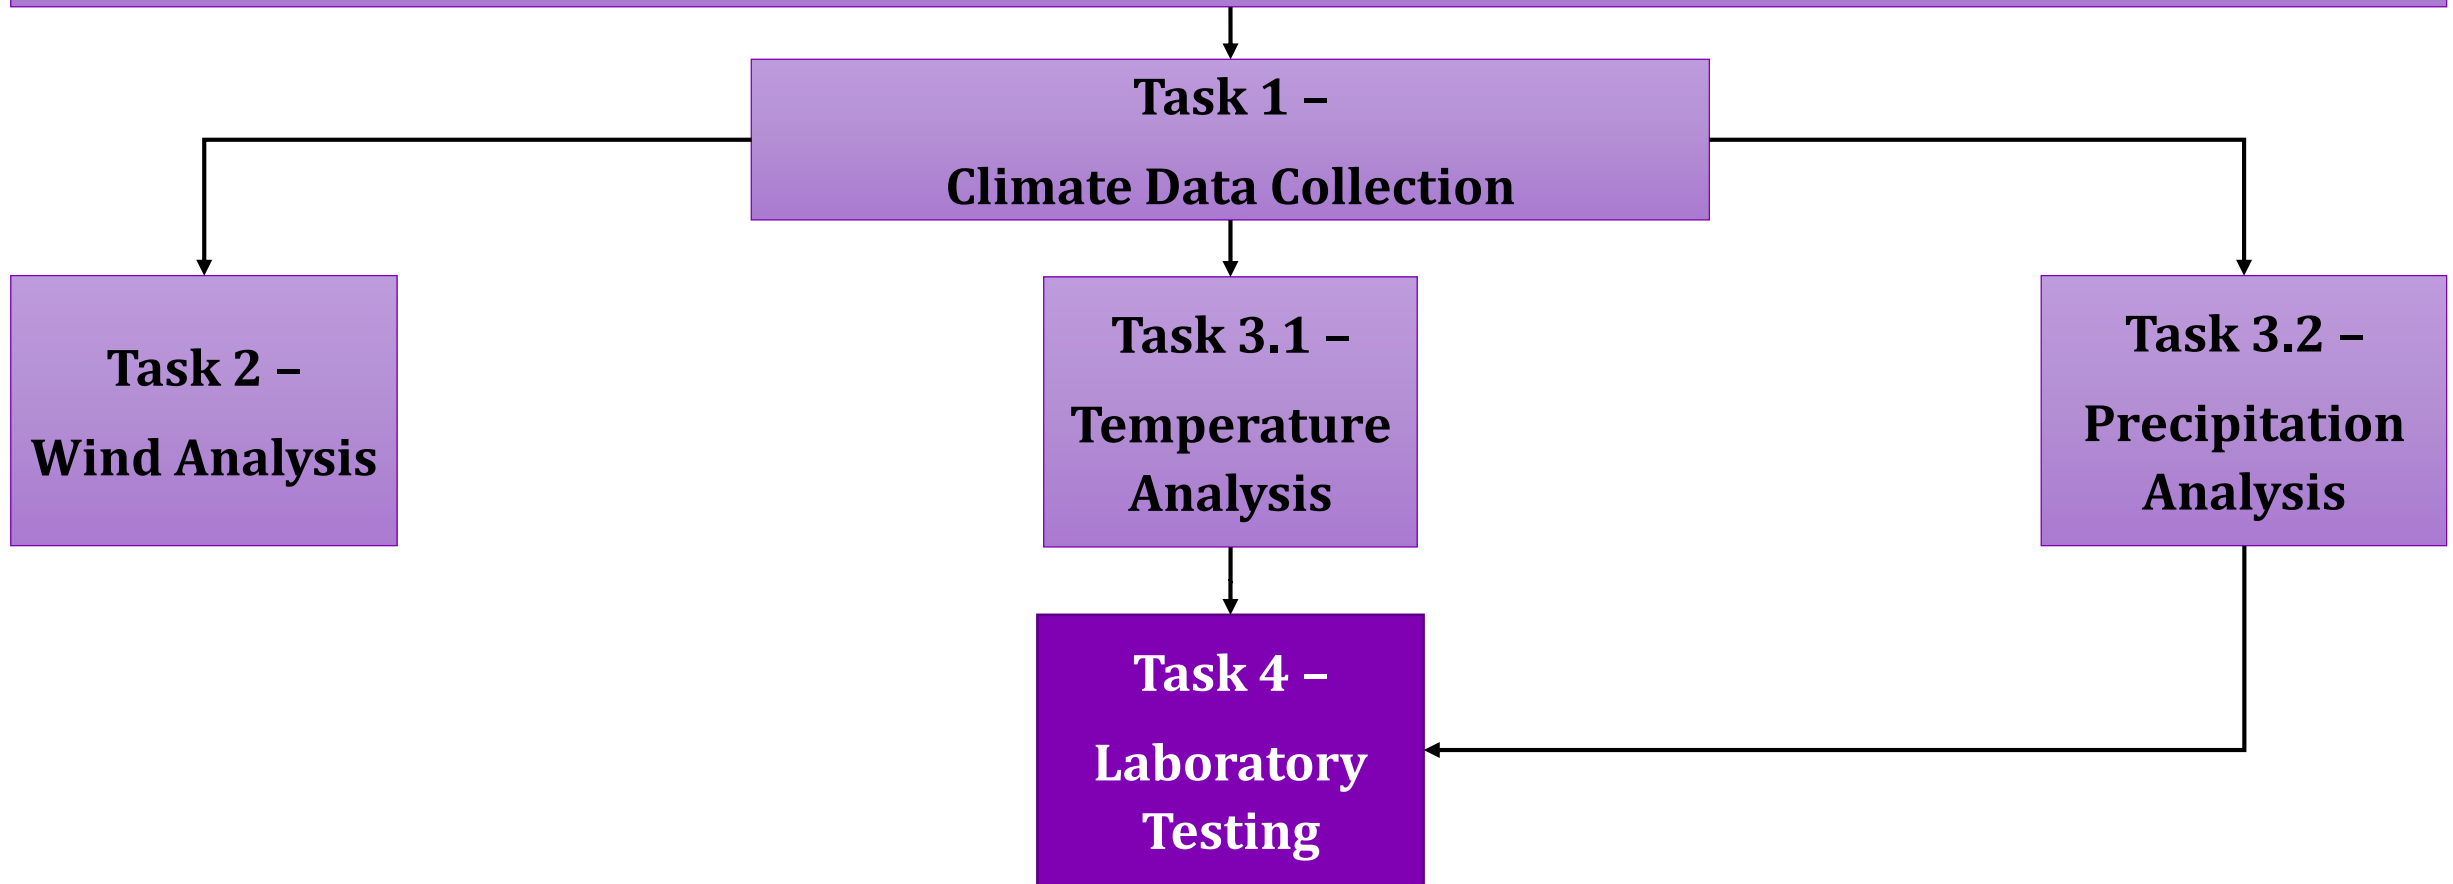 Task 1 –
Climate Data Collection
Task 2 –
Wind Analysis
Task 3.1 –
Temperature
Analysis
Task 3.2 –
Precipitation
Analysis
Task 4 –
Laboratory
Testing